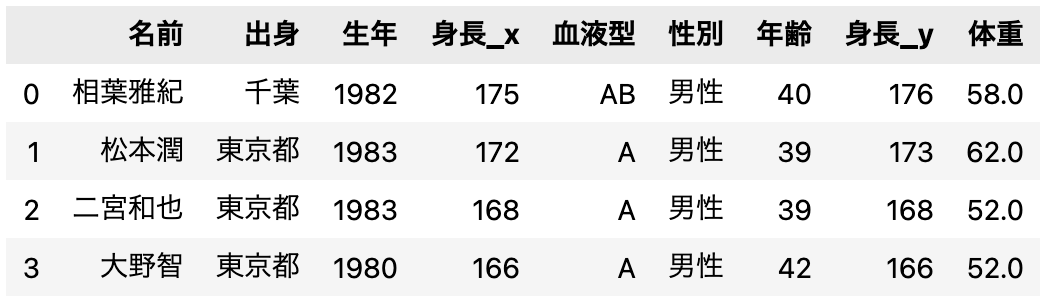 名前 出身 生年 身長_x 血液型 性別 年齢 身長_y 体重
0 相葉雅紀 千葉 1982 175 AB 男性 40 176 58.0
1 松本潤 東京都 1983 172 A 男性 39 173 62.0
2 二宮和也 東京都 1983 168 A 男性 39 168 52.0
3 大野智 東京都 1980 166 A 男性 42 166 52.0